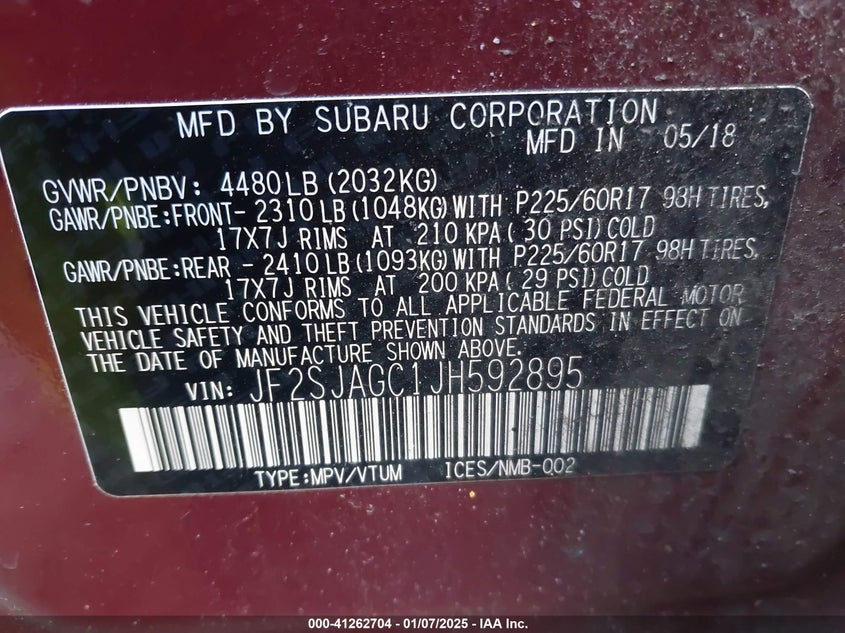 MFD BY SUBARU CORPORATION
MFD IN 05/18
GVWR/PNBV: 4480LB(2032KG)
GAWR/PNBE:FRONT-2310LB(1048KG)WITH P225/60R17 98H TIRES,
17X7J RIMS AT 210 KPA( 30 PSI)COLD
GAWR/PNBE:REAR -2410LB(1093KG)WITH P225/60R17 98H TIRES,
17X7J RIMS AT 200 KPA( 29 PSI)COLD
THIS VEHICLE CONFORMS TO ALL APPLICABLE FEDERAL MOTOR
VEHICLE SAFETY AND THEFT PREVENTION STANDARDS IN EFFECT ON
THE DATE OF MANUFACTURE SHOWN ABOVE.
VIN: JF2SJAGC1JH592895
TYPE:MPV/VTUM ICES/NMB-002
000-41262704 - 01/07/2025 - IAA Inc.